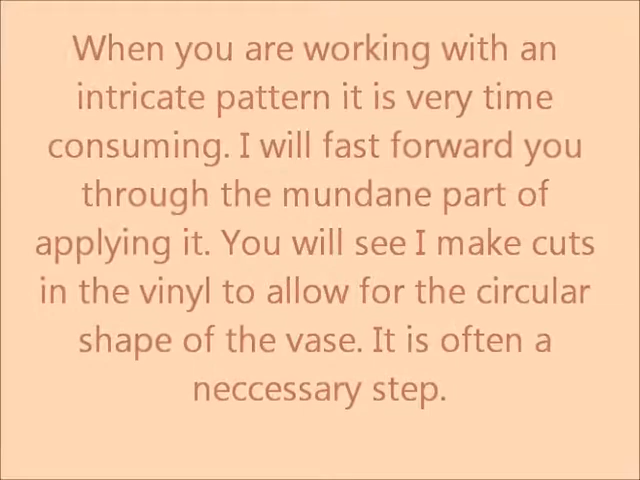 When you are working with an
intricate pattern it is very time
consuming. I will fast forward you
through the mundane part of
applying it. You will see I make cuts
in the vinyl to allow for the circular
shape of the vase. It is often a
neccessary step.